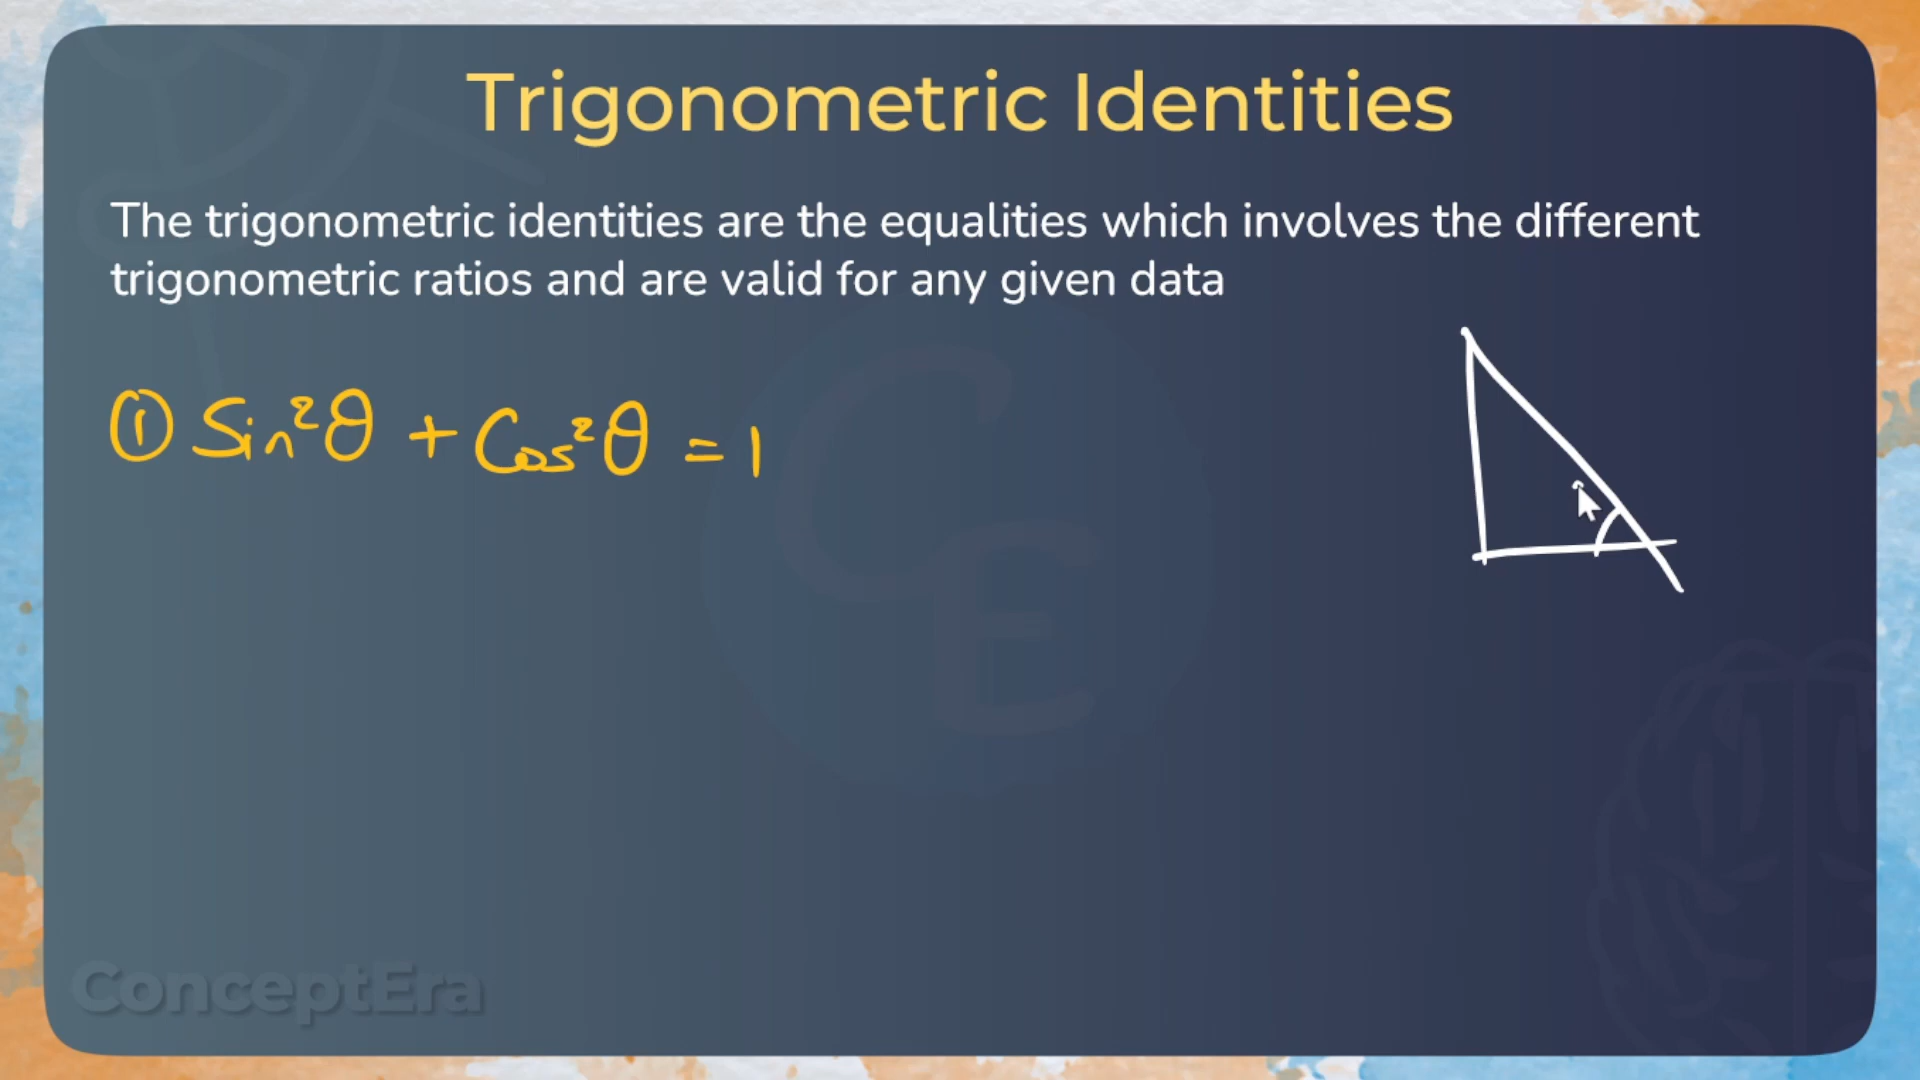 Trigonometric Identities
The trigonometric identities are the equalities which involves the different
trigonometric ratios and are valid for any given data
① Sin²θ + Cos²θ = 1
CE
ConceptEra